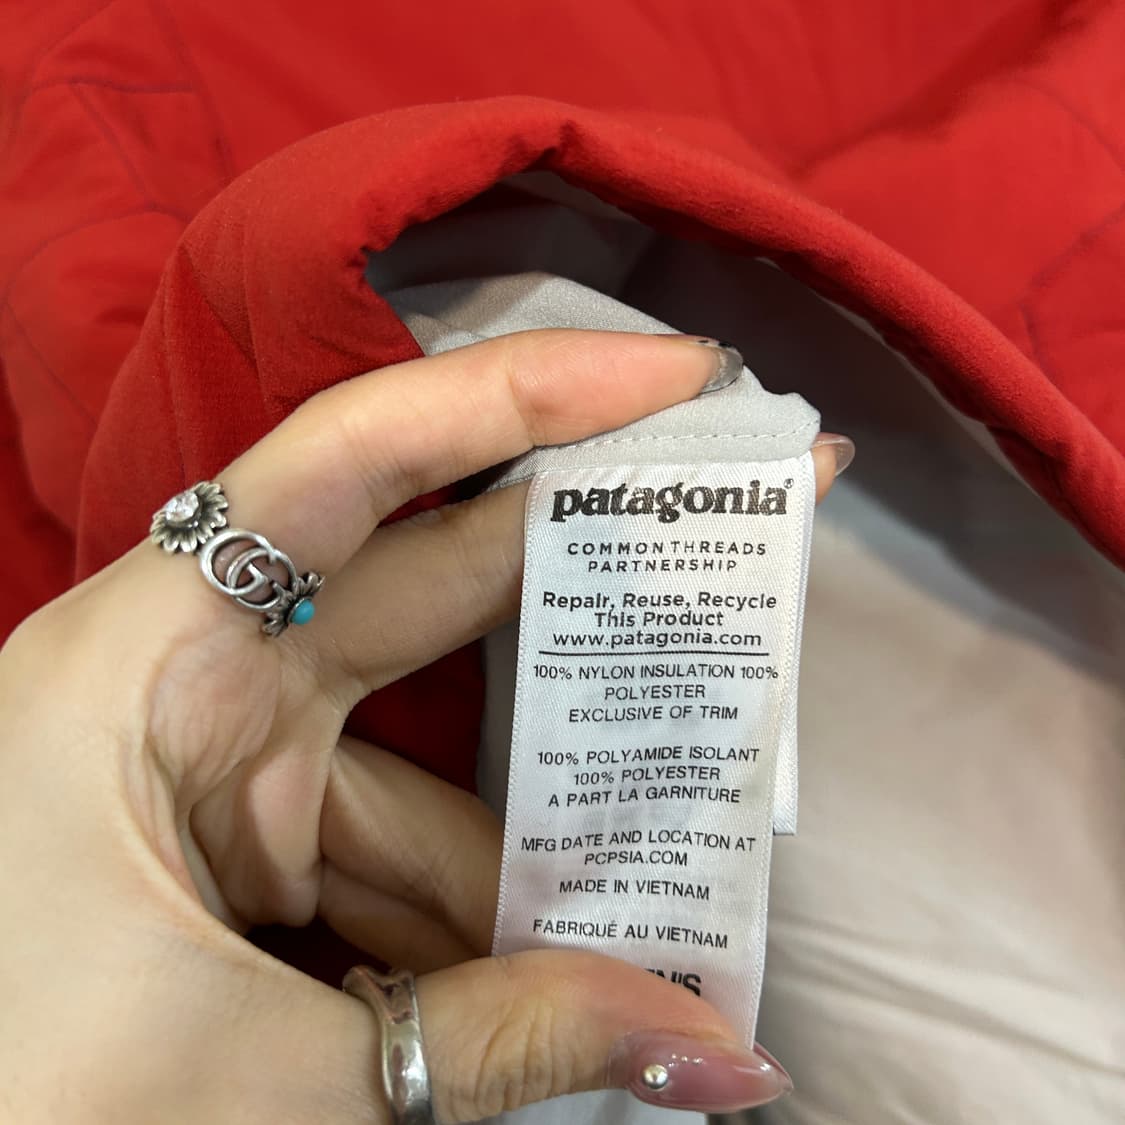 patagonia®
COMMON THREADS
PARTNERSHIP
Repair, Reuse, Recycle
This Product
www.patagonia.com
100% NYLON INSULATION 100%
POLYESTER
EXCLUSIVE OF TRIM
100% POLYAMIDE ISOLANT
100% POLYESTER
A PART LA GARNITURE
MFG DATE AND LOCATION AT
PCPSIA.COM
MADE IN VIETNAM
FABRIQUÉ AU VIETNAM